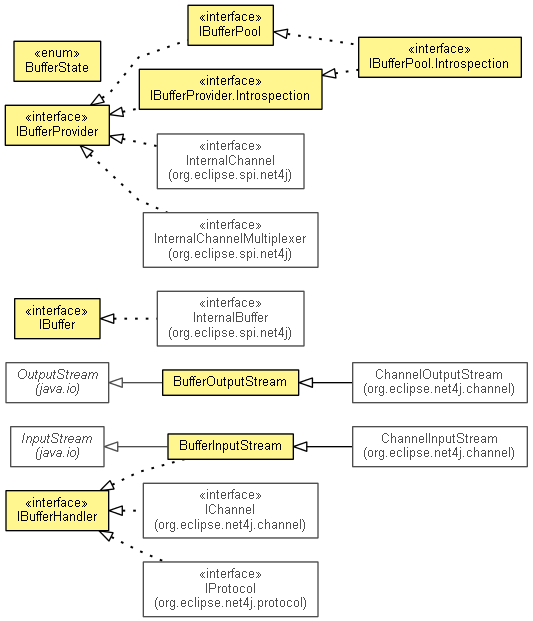 «interface»
IBufferPool
«enum»
BufferState
«interface»
IBufferPool.Introspection
«interface»
IBufferProvider.Introspection
«interface»
IBufferProvider
«interface»
InternalChannel
(org.eclipse.spi.net4j)
«interface»
InternalChannelMultiplexer
(org.eclipse.spi.net4j)
«interface»
IBuffer
«interface»
InternalBuffer
(org.eclipse.spi.net4j)
OutputStream
(java.io)
BufferOutputStream
ChannelOutputStream
(org.eclipse.net4j.channel)
InputStream
(java.io)
BufferInputStream
ChannelInputStream
(org.eclipse.net4j.channel)
«interface»
IBufferHandler
«interface»
IChannel
(org.eclipse.net4j.channel)
«interface»
IProtocol
(org.eclipse.net4j.protocol)